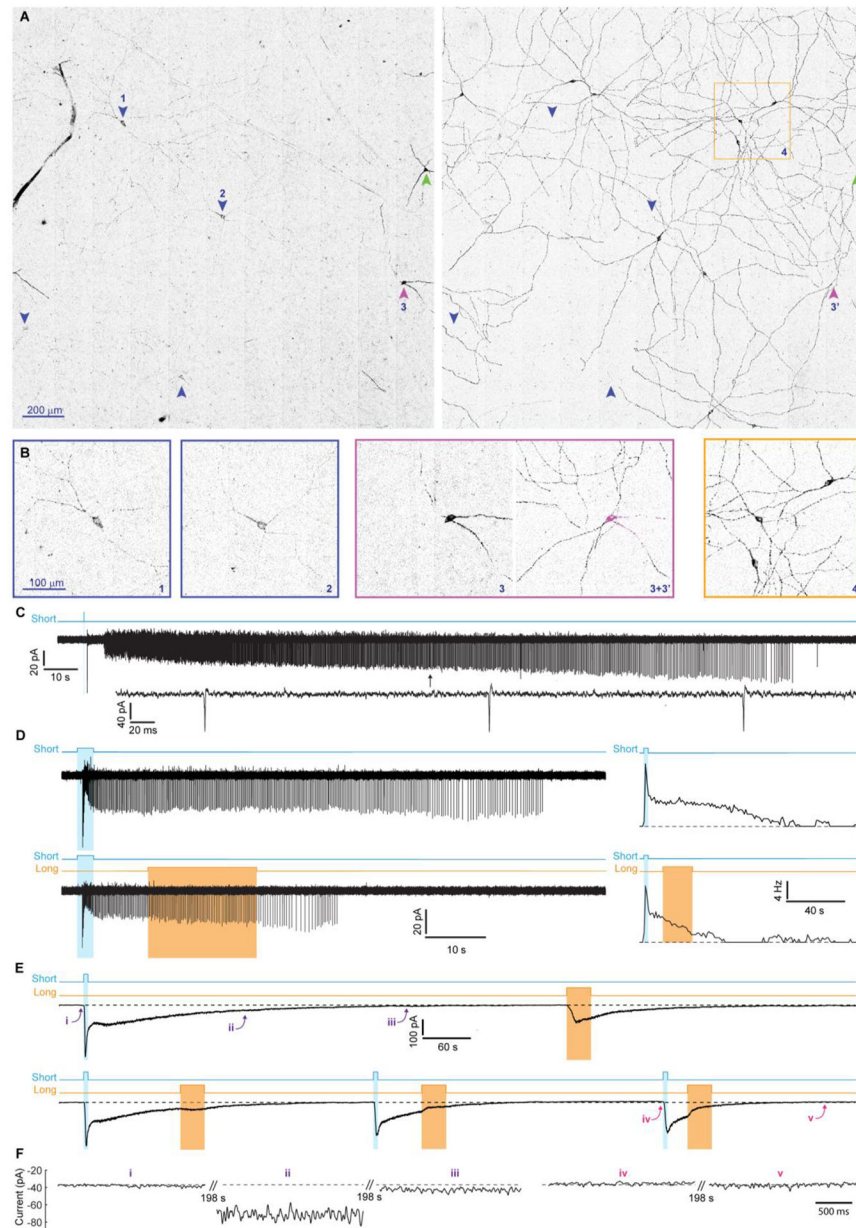 A
1
2
3
200 μm
4
3'
B
100 μm
1
2
3
3+3'
4
C
Short
20 pA
10 s
40 pA
20 ms
D
Short
Short
Short
Long
Short
Long
20 pA
10 s
4 Hz
40 s
E
Short
Long
i
ii
iii
100 pA
60 s
Short
Long
iv
v
F
Current (pA)
-20
-40
-60
-80
i
ii
iii
iv
v
198 s
198 s
198 s
500 ms